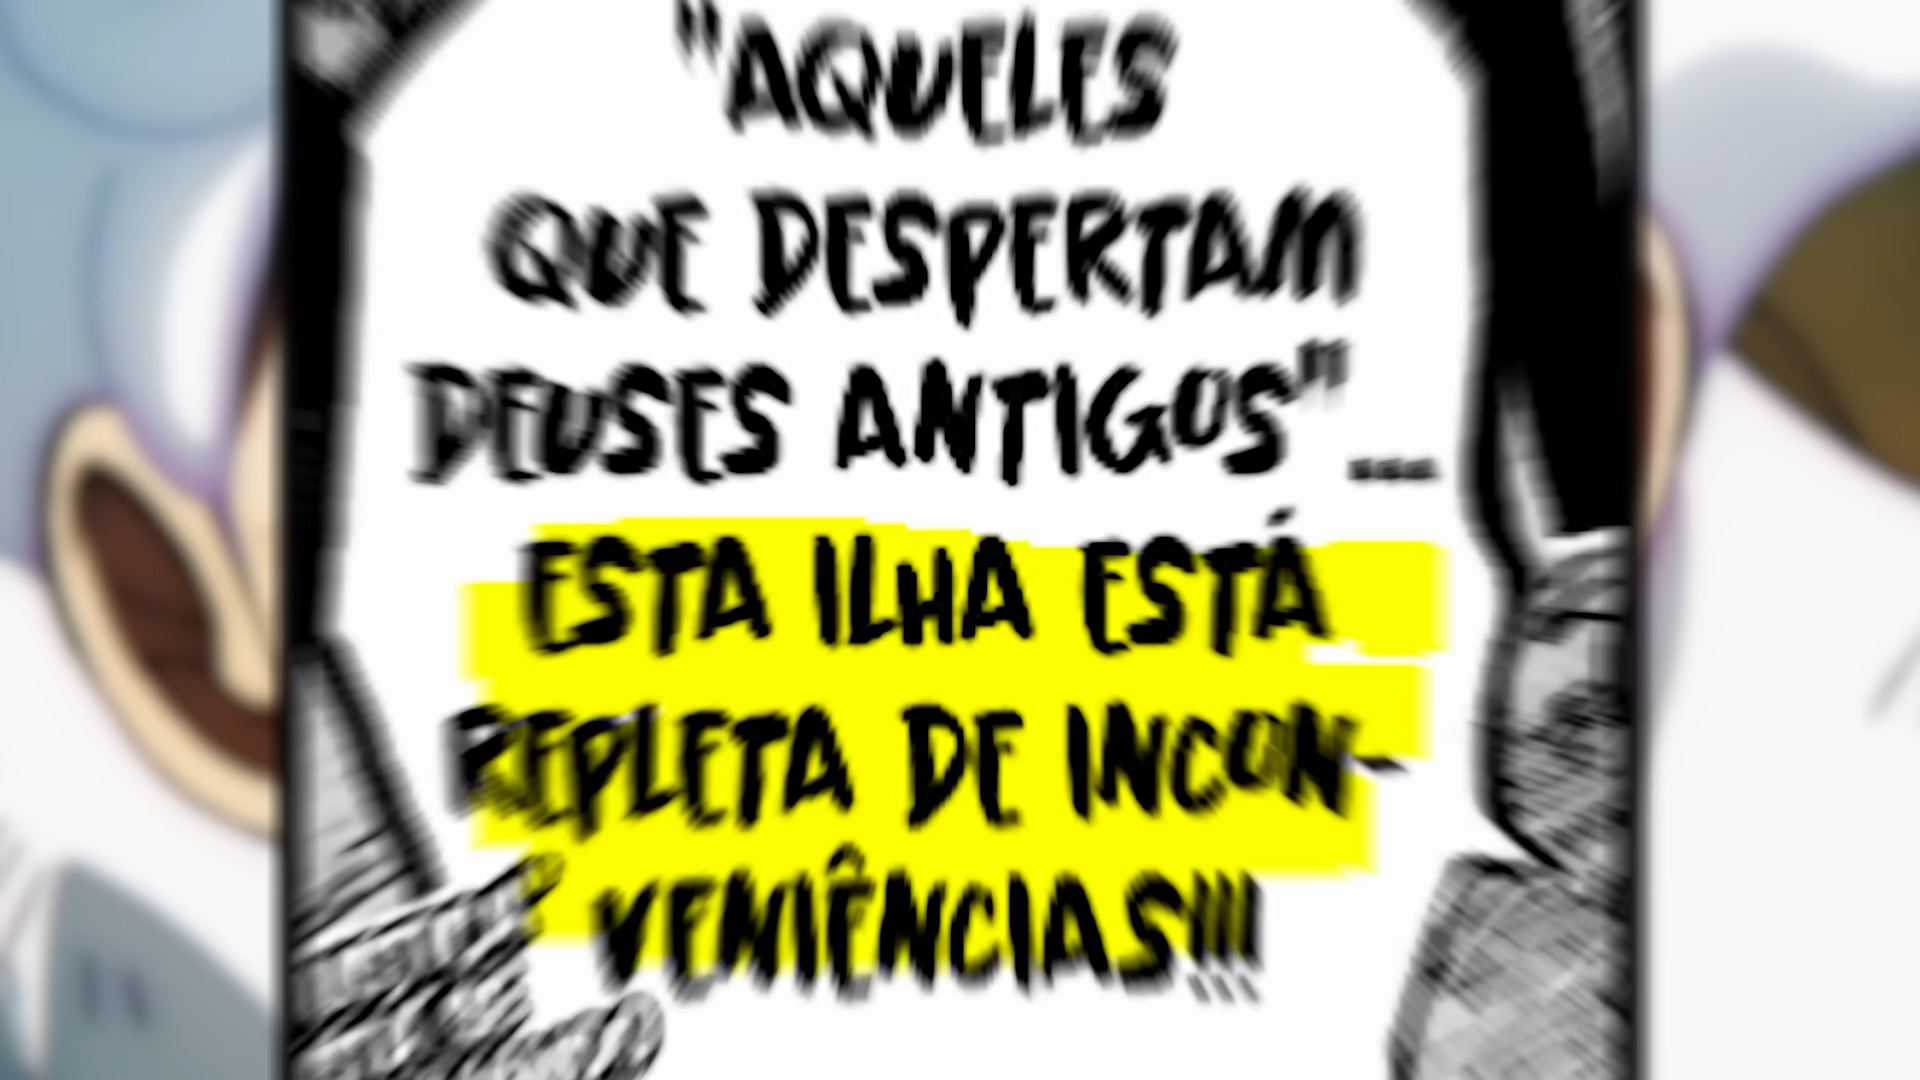 "AQUELES
QUE DESPERTAM
DEUSES ANTIGOS"...
ESTA ILHA ESTÁ
REPLETA DE INCON-
VENIÊNCIAS!!!